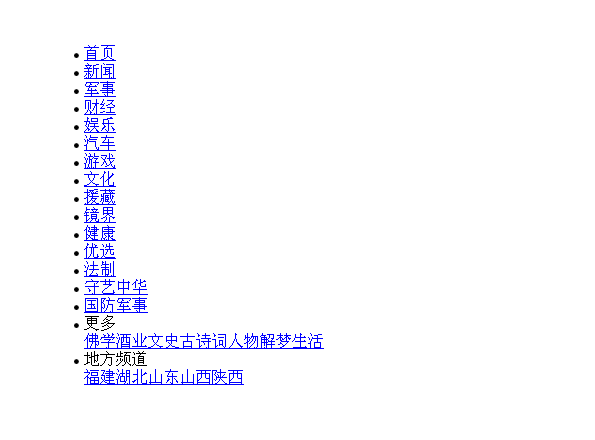 首页
新闻
军事
财经
娱乐
汽车
游戏
文化
援藏
镜界
健康
优选
法制
守艺中华
国防军事
更多
佛学酒业文史古诗词人物解梦生活
地方频道
福建湖北山东山西陕西